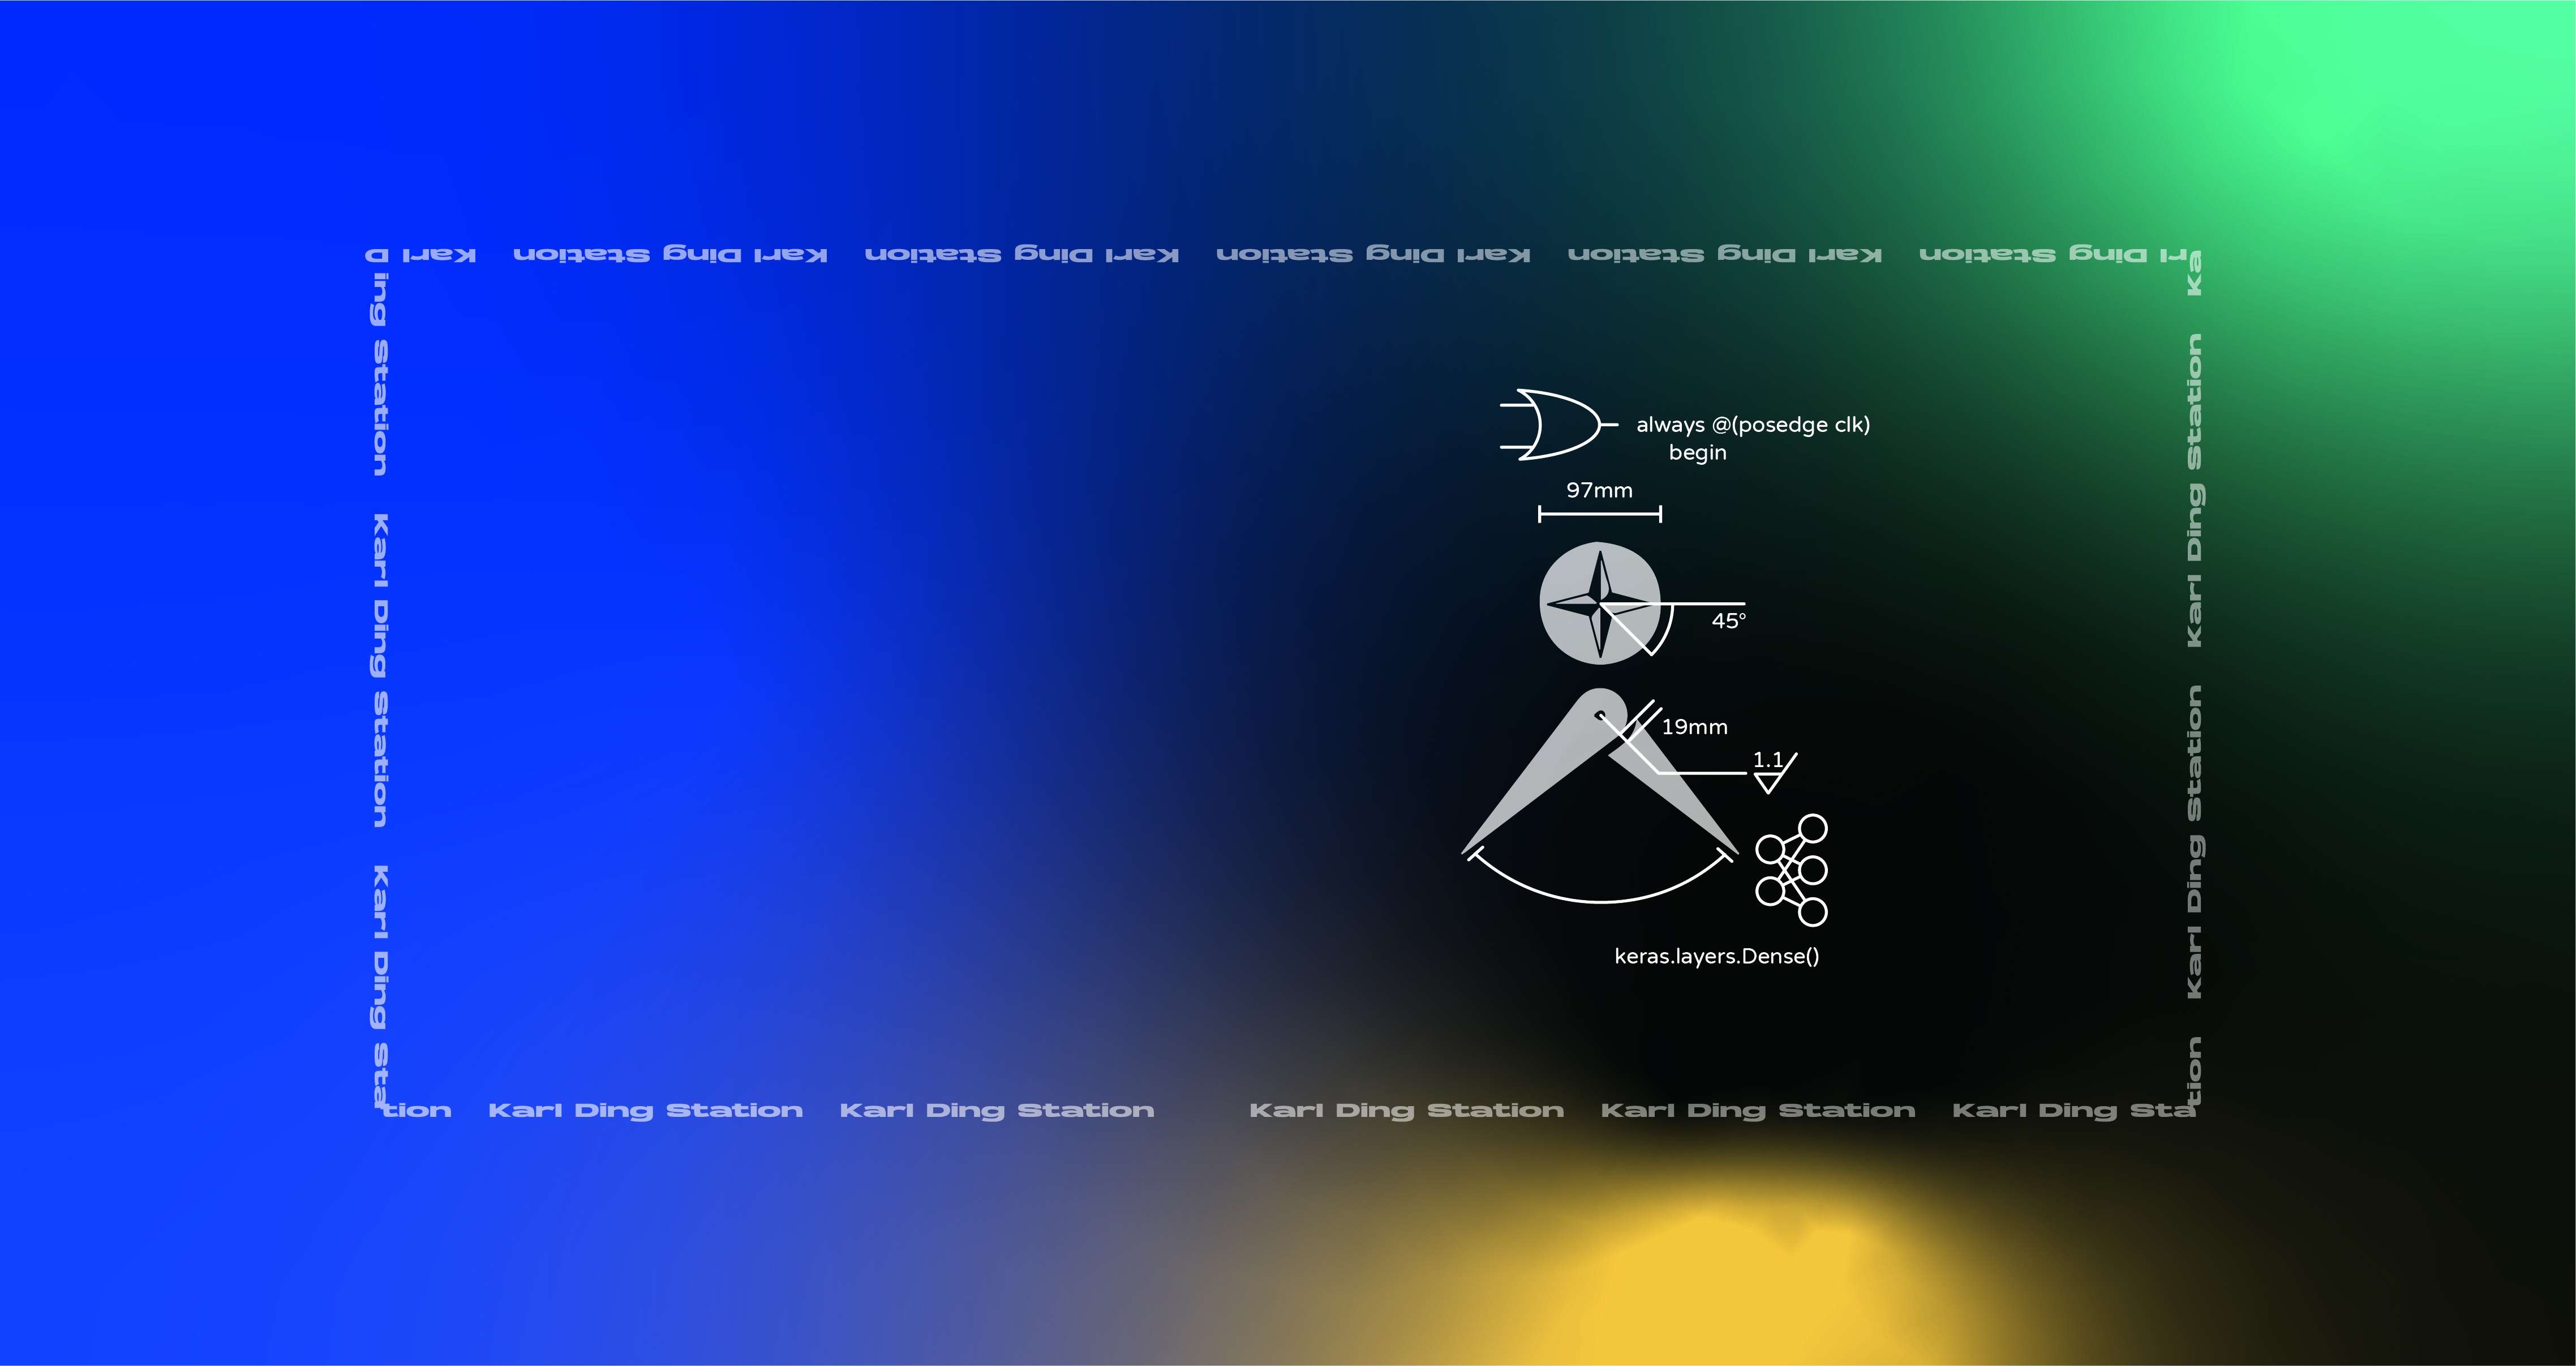 Karl Ding Station Karl Ding Station Karl Ding Station Karl Ding Station Karl Ding Station Karl D
ing Station Karl Ding Station Karl Ding Sta
tion Karl Ding Station Karl Ding Station Karl Ding Station Karl Ding Station Karl Ding Sta
tion Karl Ding Station Karl Ding Station Ka
always @(posedge clk)
begin
97mm
45°
19mm
1.1
keras.layers.Dense()